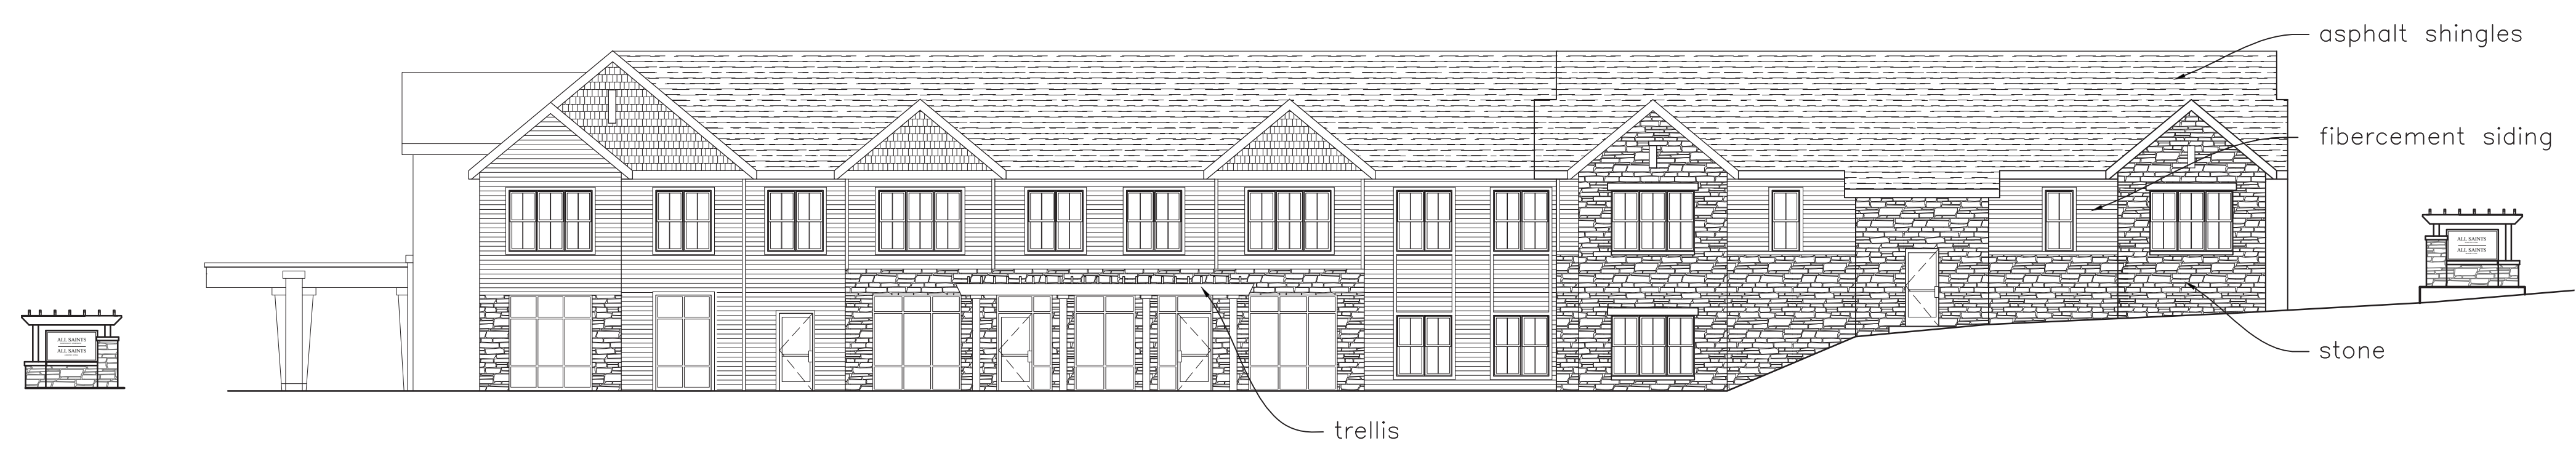 asphalt shingles
fibercement siding
ALL SAINTS
ALL SAINTS
ALL SAINTS
ALL SAINTS
stone
trellis